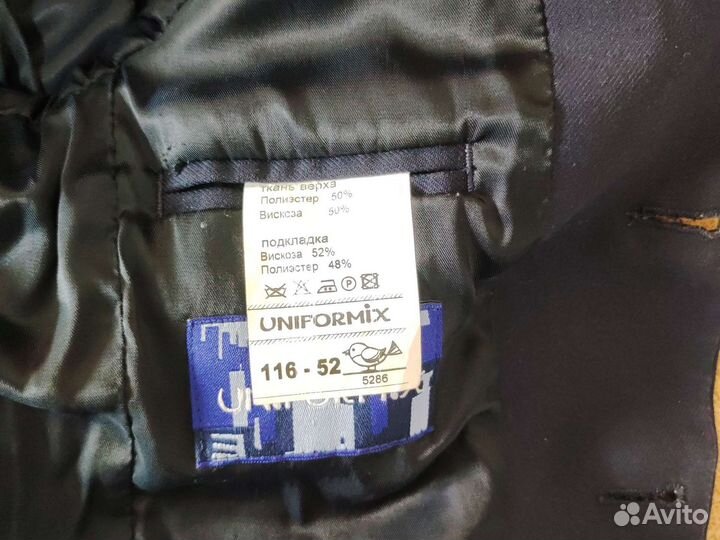 ткань верха
Полиэстер 50%
Вискоза 50%
подкладка
Вискоза 52%
Полиэстер 48%
P
UNIFORMIX
116 - 52
5286
Avito